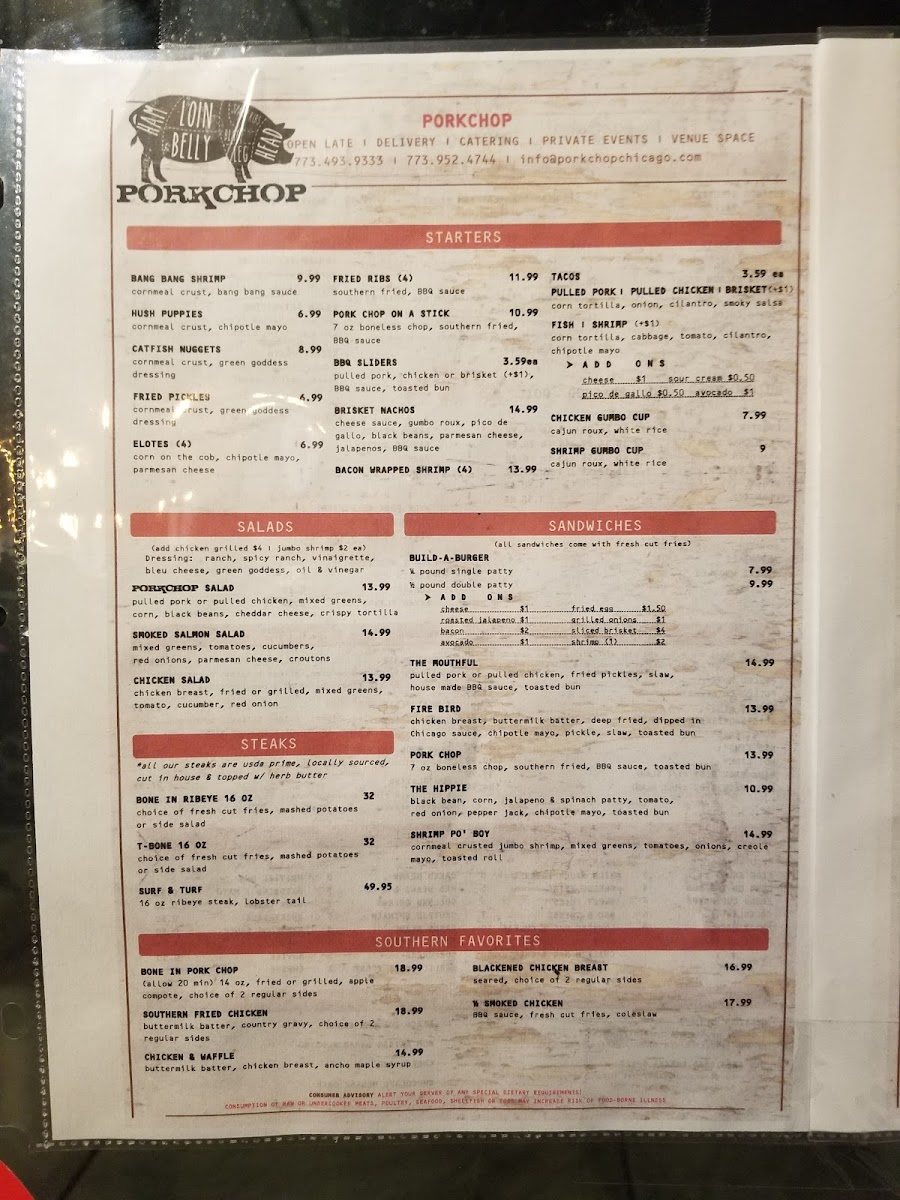 HAM
LOIN
BELLY
LEG
HEAD
PORKCHOP
PORKCHOP
OPEN LATE | DELIVERY | CATERING | PRIVATE EVENTS | VENUE SPACE
773.493.9333 | 773.952.4744 | info@porkchopchicago.com
STARTERS
BANG BANG SHRIMP 9.99
cornmeal crust, bang bang sauce
HUSH PUPPIES 6.99
cornmeal crust, chipotle mayo
CATFISH NUGGETS 8.99
cornmeal crust, green goddess
dressing
FRIED PICKLES 6.99
cornmeal crust, green goddess
dressing
ELOTES (4) 6.99
corn on the cob, chipotle mayo,
parmesan cheese
FRIED RIBS (4) 11.99
southern fried, BBQ sauce
PORK CHOP ON A STICK 10.99
7 oz boneless chop, southern fried,
BBQ sauce
BBQ SLIDERS 3.59ea
pulled pork, chicken or brisket (+$1),
BBQ sauce, toasted bun
BRISKET NACHOS 14.99
cheese sauce, gumbo roux, pico de
gallo, black beans, parmesan cheese,
jalapenos, BBQ sauce
BACON WRAPPED SHRIMP (4) 13.99
TACOS 3.59 ea
PULLED PORK | PULLED CHICKEN | BRISKET(+$1)
corn tortilla, onion, cilantro, smoky salsa
FISH | SHRIMP (+$1)
corn tortilla, cabbage, tomato, cilantro,
chipotle mayo
➤ ADD ONS
cheese $1 sour cream $0.50
pico de gallo $0.50 avocado $1
CHICKEN GUMBO CUP 7.99
cajun roux, white rice
SHRIMP GUMBO CUP 9
cajun roux, white rice
SALADS
(add chicken grilled $4 | jumbo shrimp $2 ea)
Dressing: ranch, spicy ranch, vinaigrette,
bleu cheese, green goddess, oil & vinegar
PORKCHOP SALAD 13.99
pulled pork or pulled chicken, mixed greens,
corn, black beans, cheddar cheese, crispy tortilla
SMOKED SALMON SALAD 14.99
mixed greens, tomatoes, cucumbers,
red onions, parmesan cheese, croutons
CHICKEN SALAD 13.99
chicken breast, fried or grilled, mixed greens,
tomato, cucumber, red onion
STEAKS
*all our steaks are usda prime, locally sourced,
cut in house & topped w/ herb butter
BONE IN RIBEYE 16 OZ 32
choice of fresh cut fries, mashed potatoes
or side salad
T-BONE 16 OZ 32
choice of fresh cut fries, mashed potatoes
or side salad
SURF & TURF 49.95
16 oz ribeye steak, lobster tail
SANDWICHES
(all sandwiches come with fresh cut fries)
BUILD-A-BURGER
¼ pound single patty 7.99
½ pound double patty 9.99
➤ ADD ONS
cheese $1 fried egg $1.50
roasted jalapeno $1 grilled onions $1
bacon $2 sliced brisket $4
avocado $1 shrimp (1) $2
THE MOUTHFUL 14.99
pulled pork or pulled chicken, fried pickles, slaw,
house made BBQ sauce, toasted bun
FIRE BIRD 13.99
chicken breast, buttermilk batter, deep fried, dipped in
Chicago sauce, chipotle mayo, pickle, slaw, toasted bun
PORK CHOP 13.99
7 oz boneless chop, southern fried, BBQ sauce, toasted bun
THE HIPPIE 10.99
black bean, corn, jalapeno & spinach patty, tomato,
red onion, pepper jack, chipotle mayo, toasted bun
SHRIMP PO' BOY 14.99
cornmeal crusted jumbo shrimp, mixed greens, tomatoes, onions, creole
mayo, toasted roll
SOUTHERN FAVORITES
BONE IN PORK CHOP 18.99
(allow 20 min) 14 oz, fried or grilled, apple
compote, choice of 2 regular sides
SOUTHERN FRIED CHICKEN 18.99
buttermilk batter, country gravy, choice of 2
regular sides
CHICKEN & WAFFLE 14.99
buttermilk batter, chicken breast, ancho maple syrup
BLACKENED CHICKEN BREAST 16.99
seared, choice of 2 regular sides
½ SMOKED CHICKEN 17.99
BBQ sauce, fresh cut fries, coleslaw
CONSUMER ADVISORY ALERT YOUR SERVER OF ANY SPECIAL DIETARY REQUIREMENTS!
CONSUMPTION OF RAW OR UNDERCOOKED MEATS, POULTRY, SEAFOOD, SHELLFISH OR EGGS MAY INCREASE RISK OF FOOD-BORNE ILLNESS